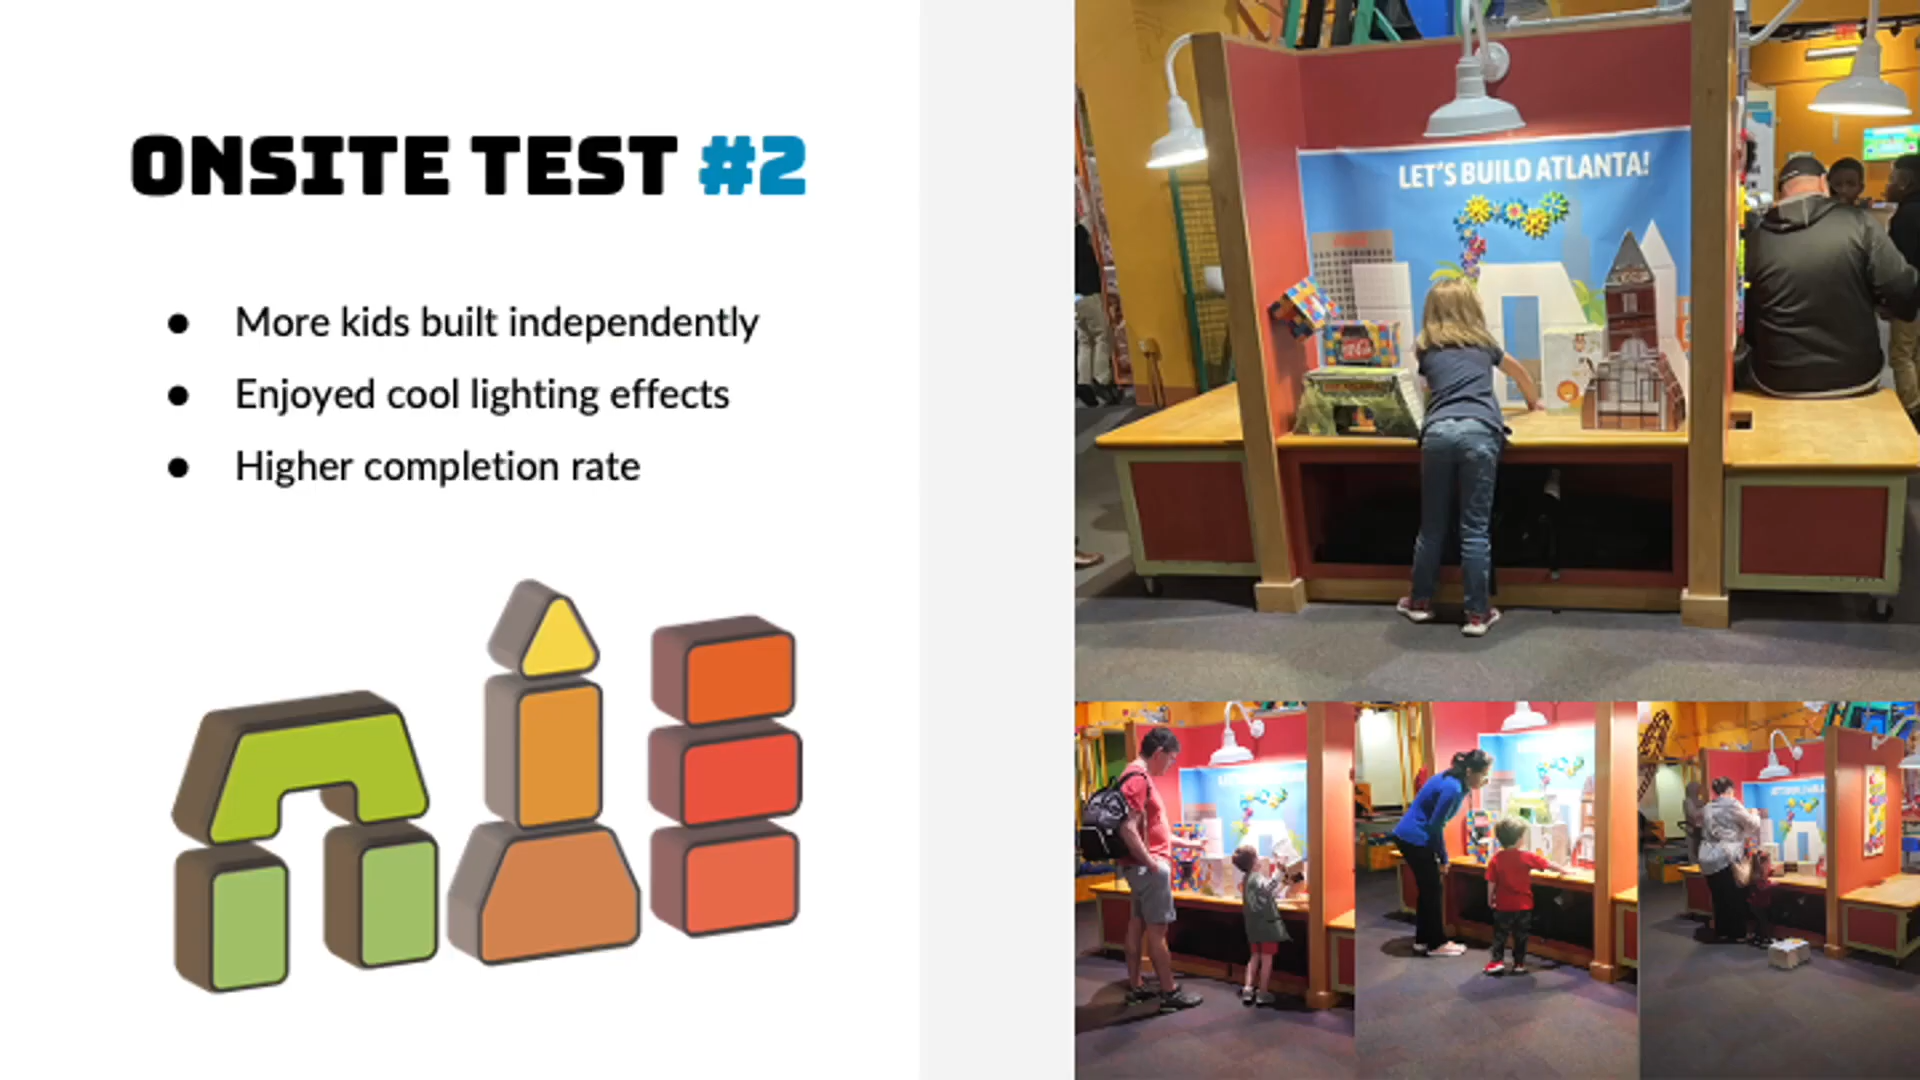 ONSITE TEST #2
● More kids built independently
● Enjoyed cool lighting effects
● Higher completion rate
LET'S BUILD ATLANTA!